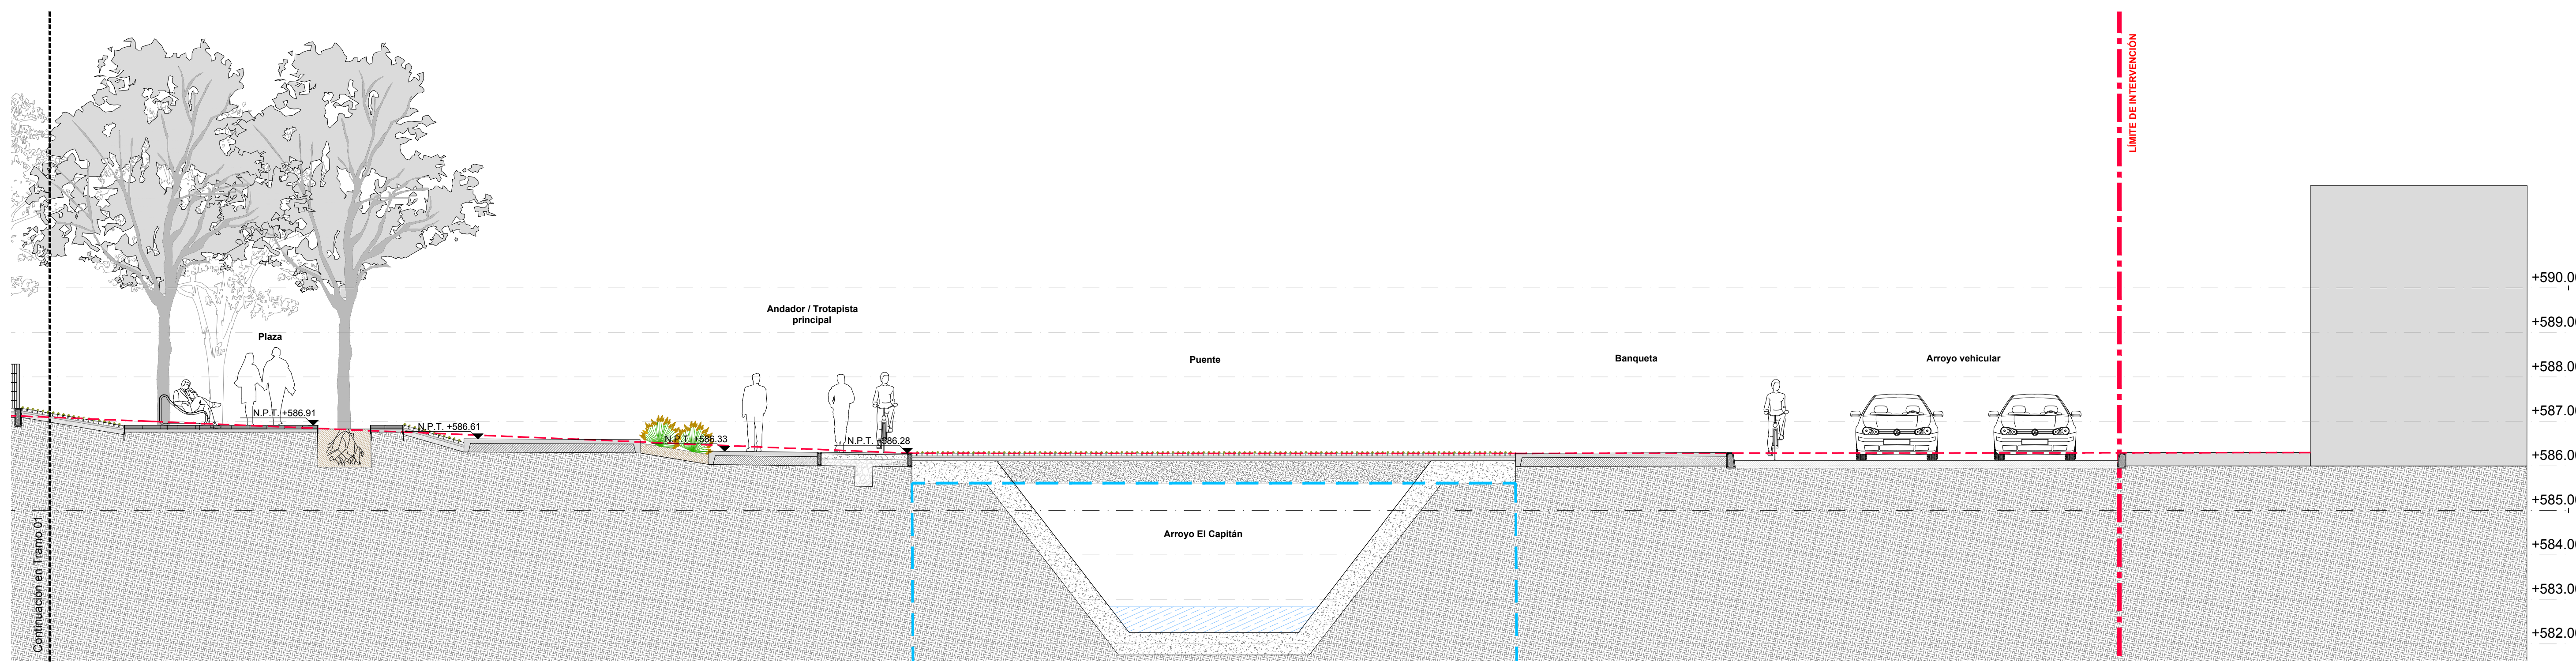 LÍMITE DE INTERVENCIÓN
Andador / Trotapista
principal
Plaza
Puente
Banqueta
Arroyo vehicular
N.P.T. +586.91
N.P.T. +586.61
N.P.T. +586.33
N.P.T. +586.28
Arroyo El Capitán
Continuación en Tramo 01
+590.00
+589.00
+588.00
+587.00
+586.00
+585.00
+584.00
+583.00
+582.00